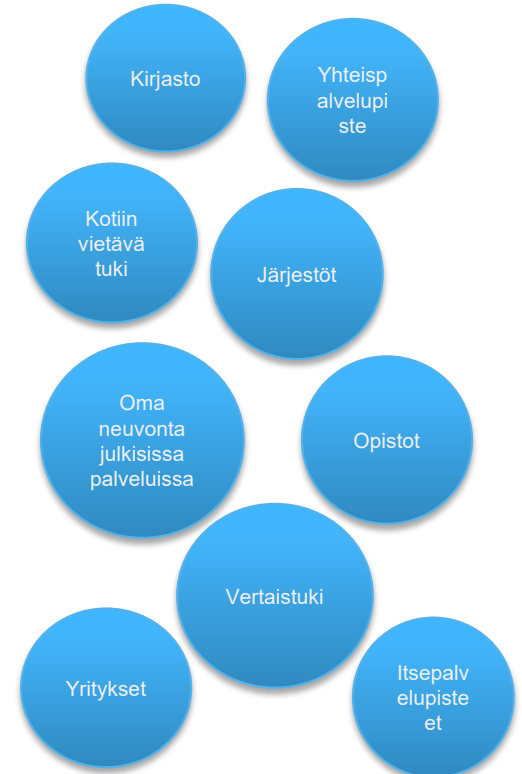 Kirjasto
Yhteisp
alvelupi
ste
Kotiin
vietävä
tuki
Järjestöt
Oma
neuvonta
julkisissa
palveluissa
Opistot
Vertaistuki
Yritykset
Itsepalv
elupiste
et